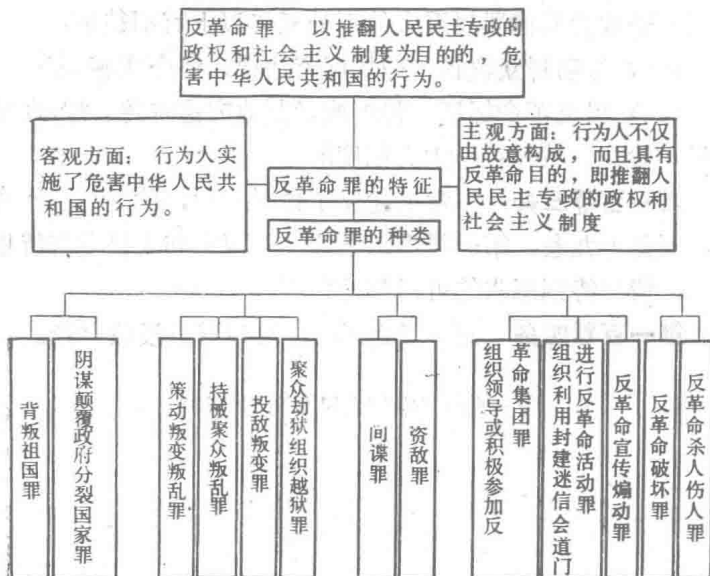 反革命罪 以推翻人民民主专政的
政权和社会主义制度为目的的，危
害中华人民共和国的行为。
客观方面：行为人实
施了危害中华人民共
和国的行为。
主观方面：行为人不仅
由故意构成，而且具有
反革命目的，即推翻人
民民主专政的政权和
社会主义制度
反革命罪的特征
反革命罪的种类
背叛祖国罪
阴谋颠覆政府分裂国家罪
策动叛变叛乱罪
持械聚众叛乱罪
投敌叛变罪
聚众劫狱组织越狱罪
间谍罪
资敌罪
组织领导或积极参加反
革命集团罪
组织利用封建迷信会道门
进行反革命活动罪
反革命宣传煽动罪
反革命破坏罪
反革命杀人伤人罪